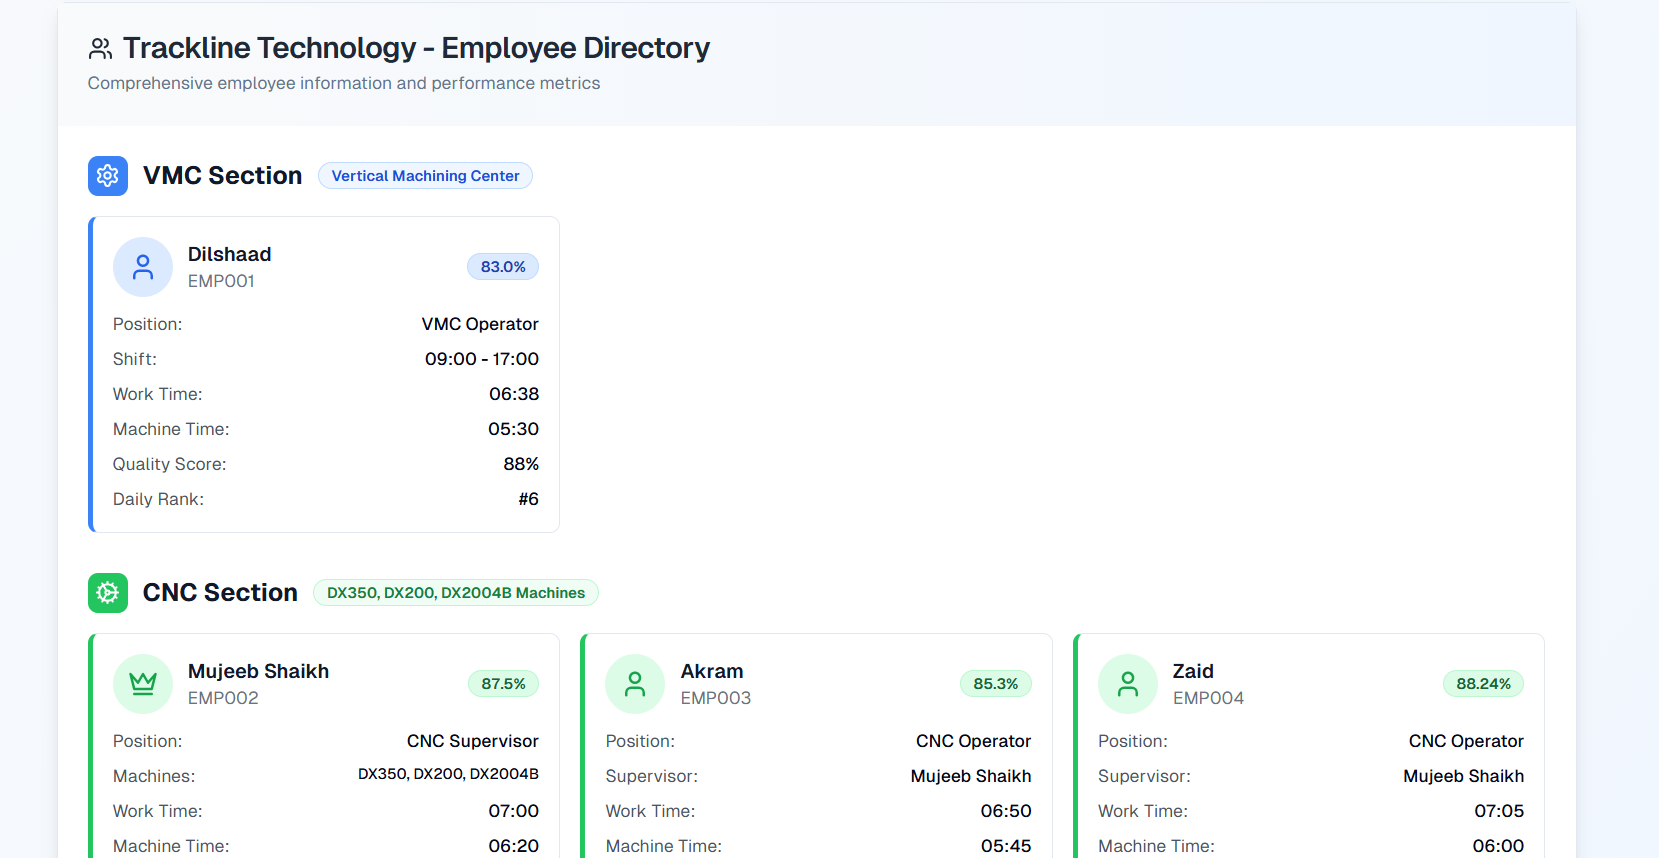 Trackline Technology - Employee Directory
Comprehensive employee information and performance metrics
VMC Section Vertical Machining Center
Dilshaad
EMP001
83.0%
Position: VMC Operator
Shift: 09:00 - 17:00
Work Time: 06:38
Machine Time: 05:30
Quality Score: 88%
Daily Rank: #6
CNC Section DX350, DX200, DX2004B Machines
Mujeeb Shaikh
EMP002
87.5%
Position: CNC Supervisor
Machines: DX350, DX200, DX2004B
Work Time: 07:00
Machine Time: 06:20
Akram
EMP003
85.3%
Position: CNC Operator
Supervisor: Mujeeb Shaikh
Work Time: 06:50
Machine Time: 05:45
Zaid
EMP004
88.24%
Position: CNC Operator
Supervisor: Mujeeb Shaikh
Work Time: 07:05
Machine Time: 06:00